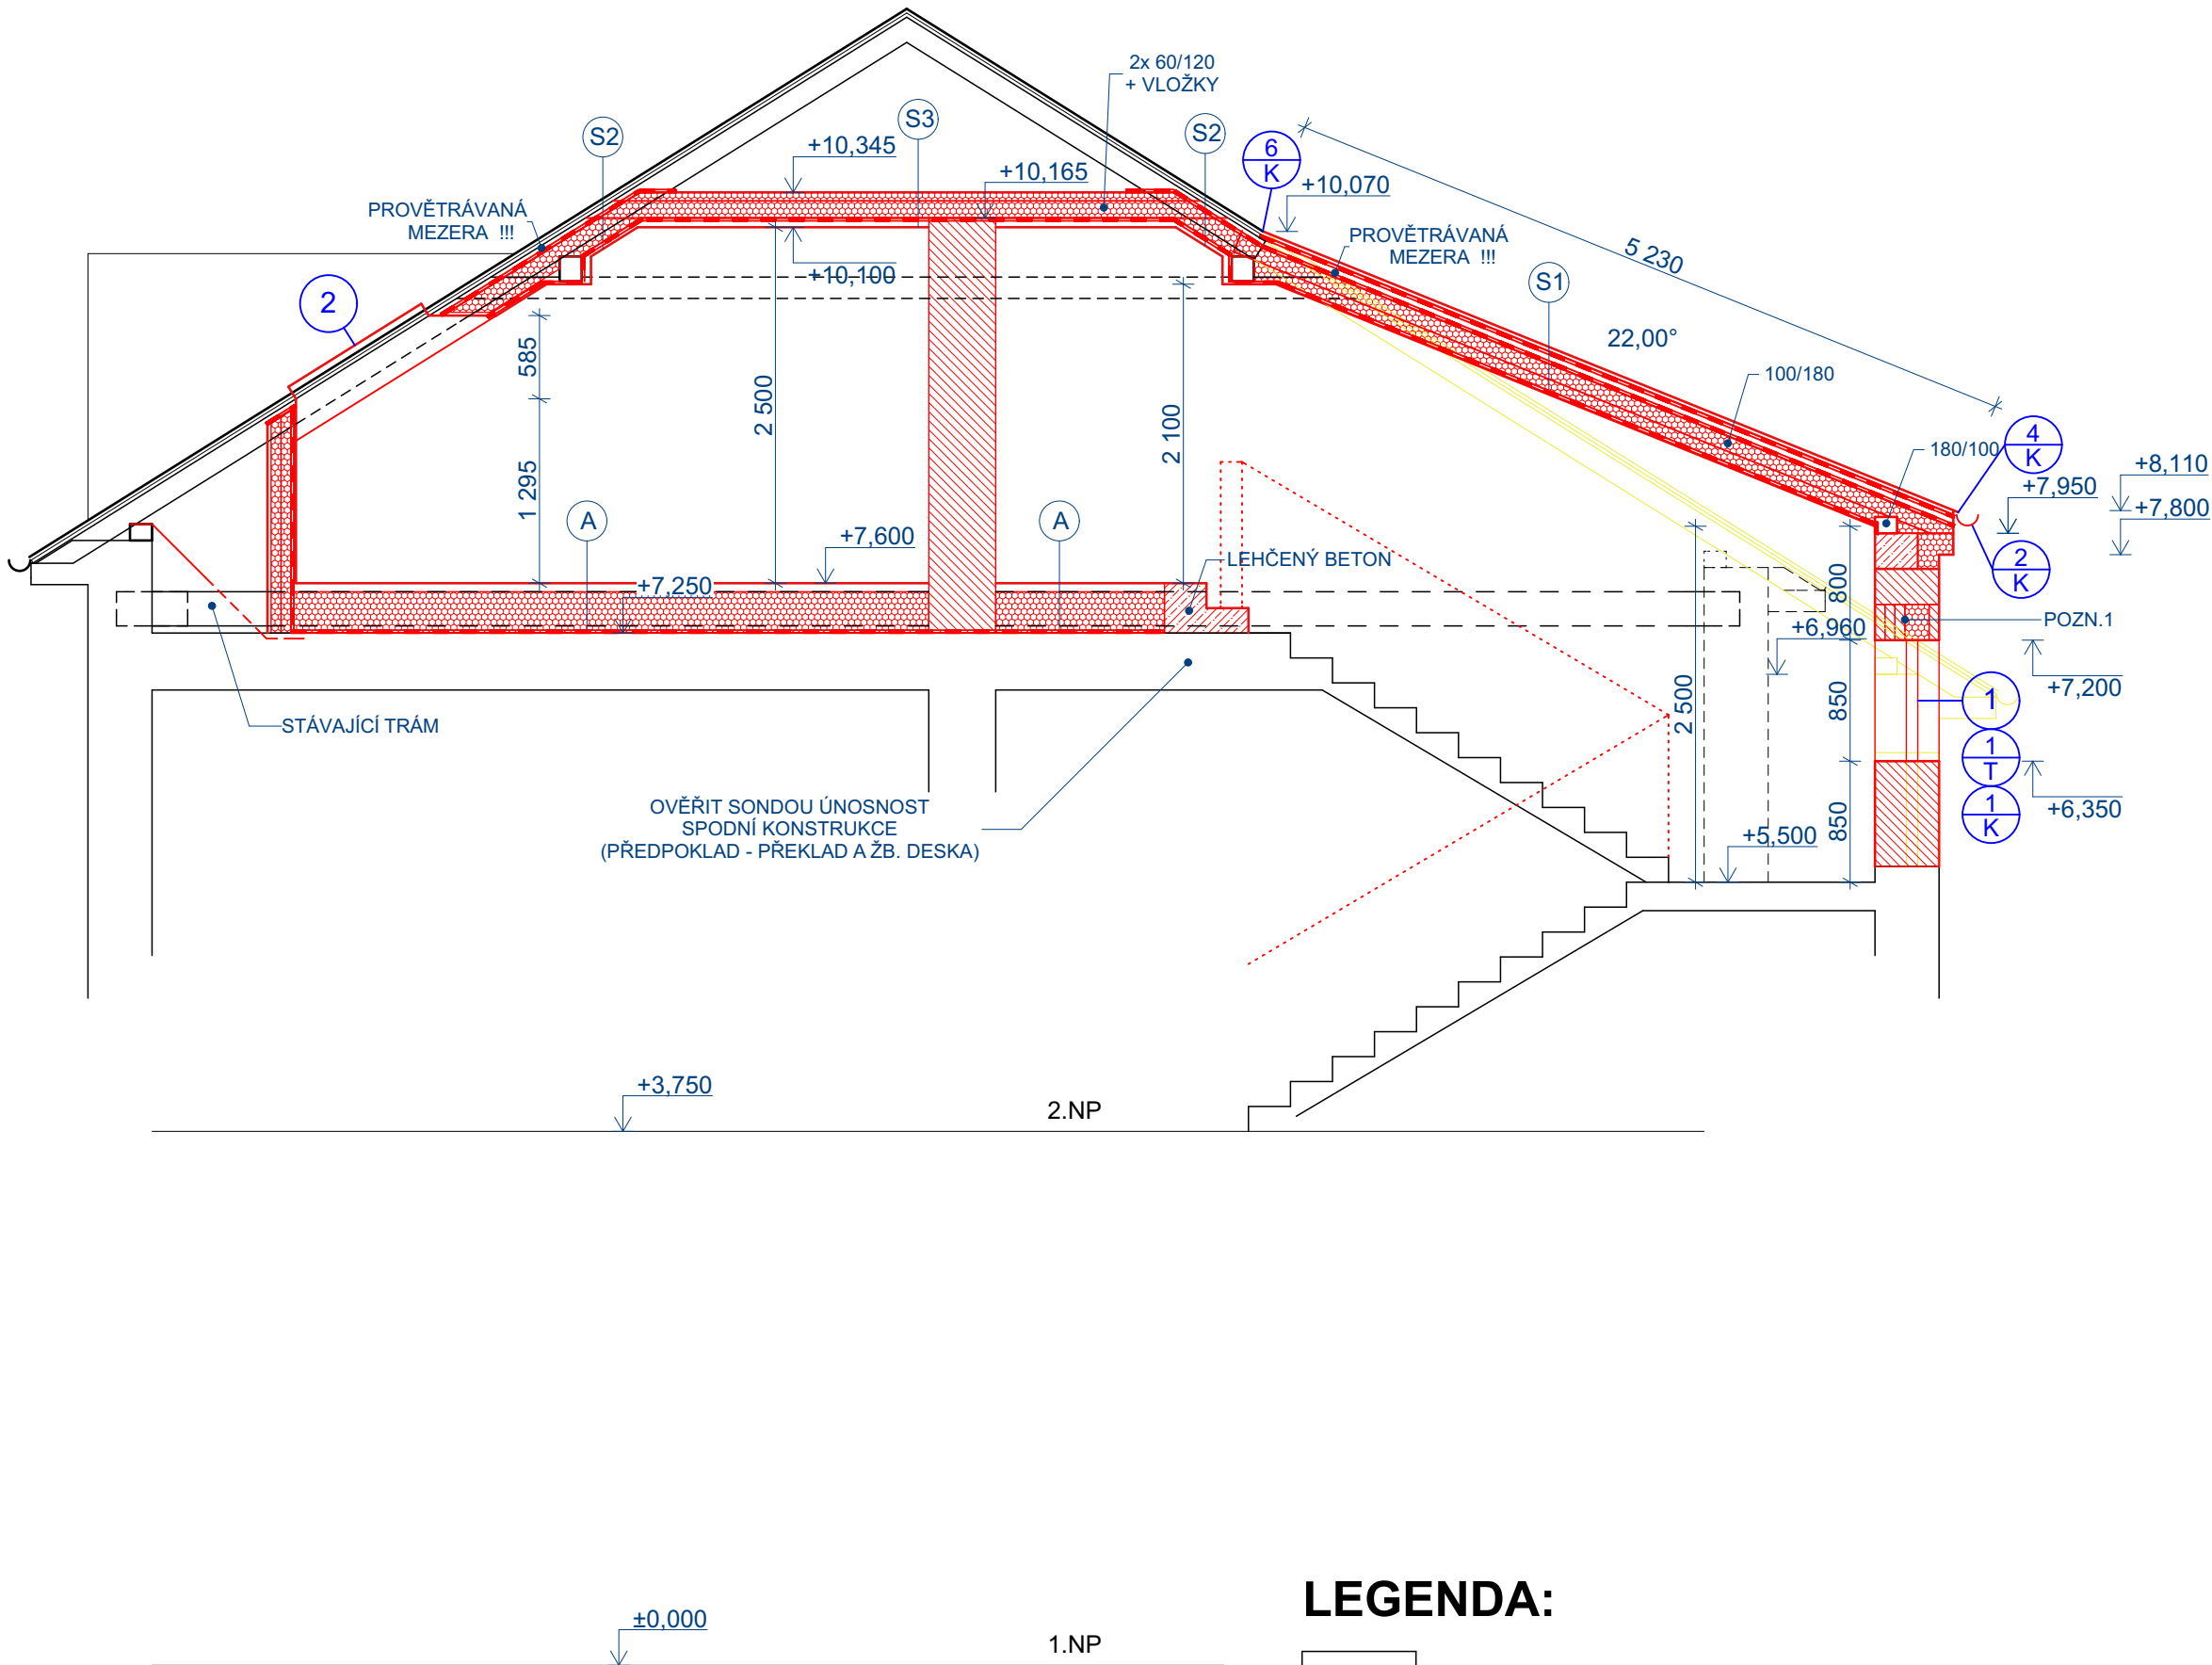 2x 60/120
+ VLOŽKY
S2
S3
S2
6
K
+10,345
+10,165
+10,070
PROVĚTRÁVANÁ
MEZERA !!!
PROVĚTRÁVANÁ
MEZERA !!!
5 230
+10,100
S1
2
22,00°
585
2 500
2 100
100/180
1 295
180/100
4
K
+8,110
+7,950
+7,800
A
A
+7,600
LEHČENÝ BETON
+7,250
2
K
800
+6,960
POZN.1
+7,200
STÁVAJÍCÍ TRÁM
2 500
850
1
1
T
1
K
+6,350
OVĚŘIT SONDOU ÚNOSNOST
SPODNÍ KONSTRUKCE
(PŘEDPOKLAD - PŘEKLAD A ŽB. DESKA)
+5,500
850
+3,750
2.NP
LEGENDA:
±0,000
1.NP